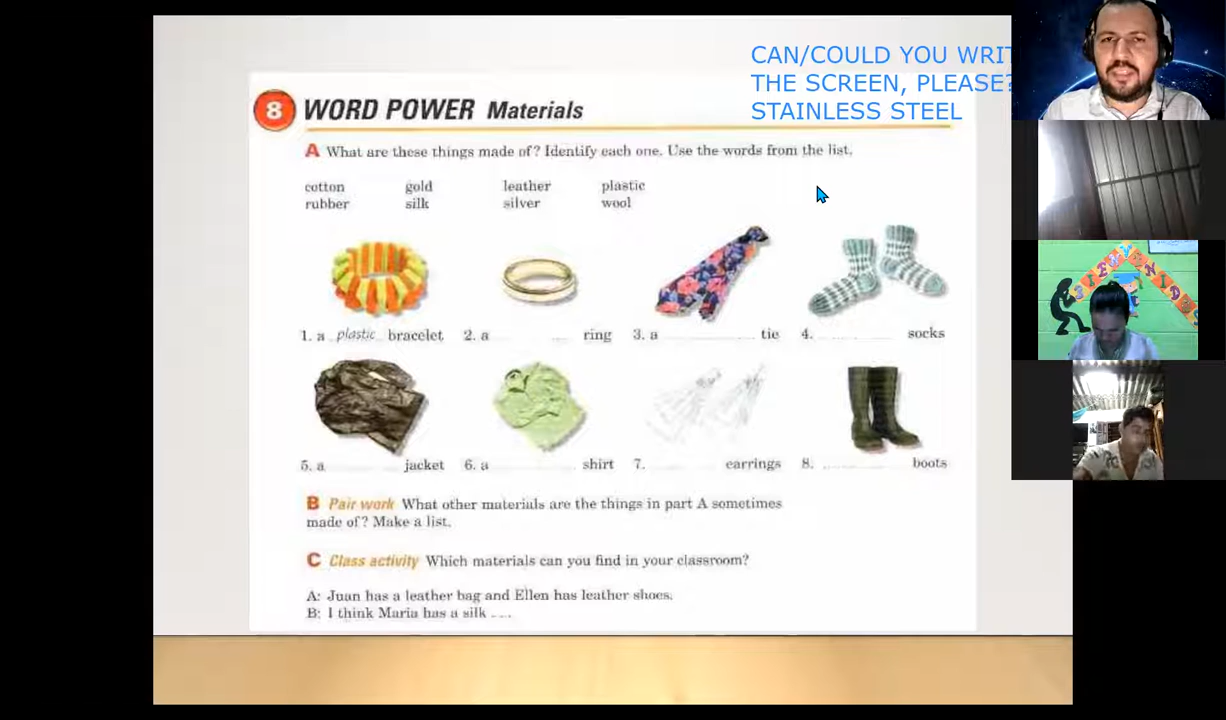 CAN/COULD YOU WRIT
THE SCREEN, PLEASE?
STAINLESS STEEL
8 WORD POWER Materials
A What are these things made of? Identify each one. Use the words from the list.
cotton gold leather plastic
rubber silk silver wool
1. a plastic bracelet 2. a ring 3. a tie 4. socks
5. a jacket 6. a shirt 7. earrings 8. boots
B Pair work What other materials are the things in part A sometimes
made of? Make a list.
C Class activity Which materials can you find in your classroom?
A: Juan has a leather bag and Ellen has leather shoes.
B: I think Maria has a silk ....